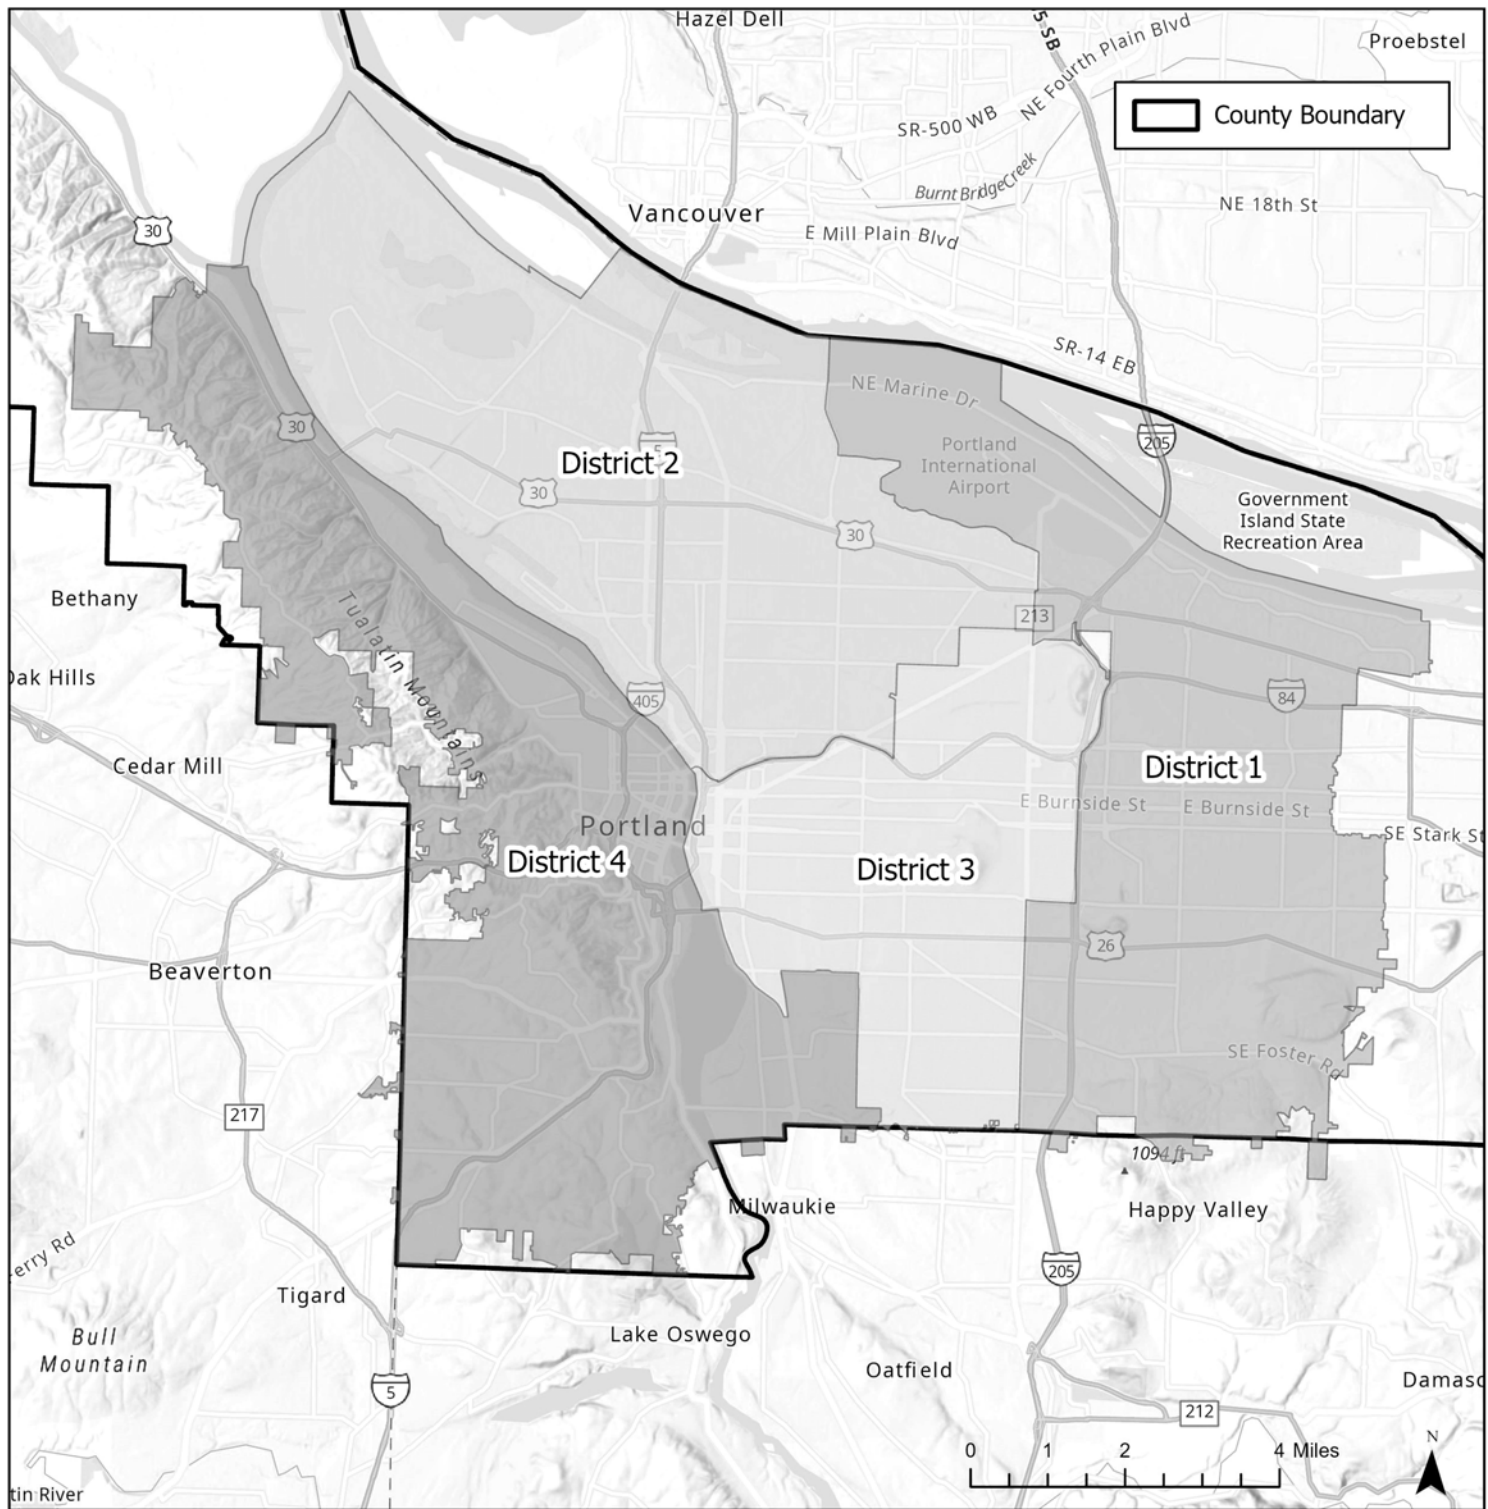 Hazel Dell
5-SB
NE Fourth Plain Blvd
Proebstel
County Boundary
SR-500 WB
Burnt Bridge Creek
NE 18th St
30
Vancouver
E Mill Plain Blvd
SR-14 EB
NE Marine Dr
30
5
205
District 2
Portland
International
Airport
30
30
Government
Island State
Recreation Area
Bethany
Tualatin Mountains
213
Oak Hills
405
84
Cedar Mill
District 1
E Burnside St
E Burnside St
Portland
SE Stark St
District 4
District 3
26
Beaverton
SE Foster Rd
217
1094 ft
Milwaukie
Happy Valley
erry Rd
205
Tigard
Bull
Mountain
Lake Oswego
Oatfield
5
Damasc
212
0 1 2 4 Miles
N
tin River